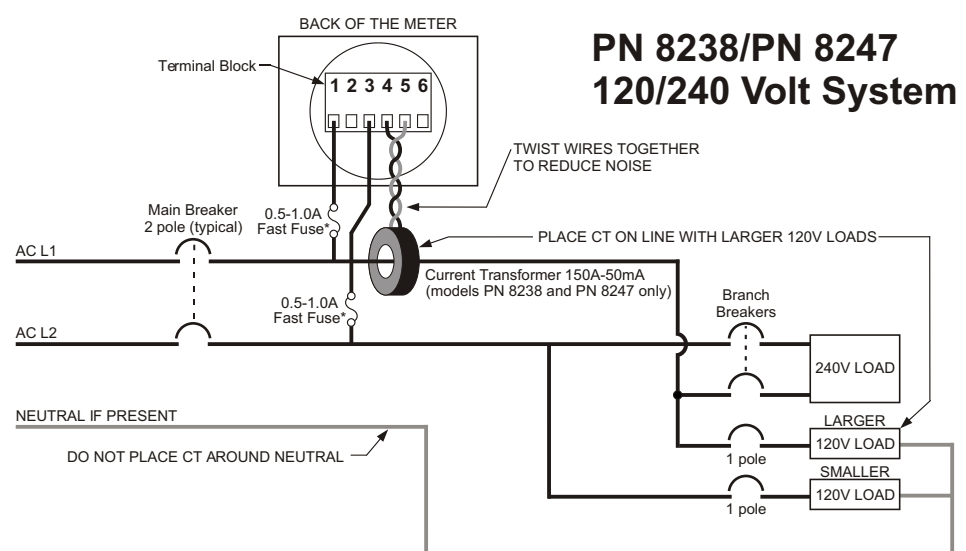 BACK OF THE METER
PN 8238/PN 8247
120/240 Volt System
Terminal Block
1 2 3 4 5 6
TWIST WIRES TOGETHER
TO REDUCE NOISE
Main Breaker
2 pole (typical)
0.5-1.0A
Fast Fuse*
PLACE CT ON LINE WITH LARGER 120V LOADS
AC L1
Current Transformer 150A-50mA
(models PN 8238 and PN 8247 only)
0.5-1.0A
Fast Fuse*
Branch
Breakers
AC L2
240V LOAD
NEUTRAL IF PRESENT
DO NOT PLACE CT AROUND NEUTRAL
LARGER
120V LOAD
1 pole
SMALLER
120V LOAD
1 pole